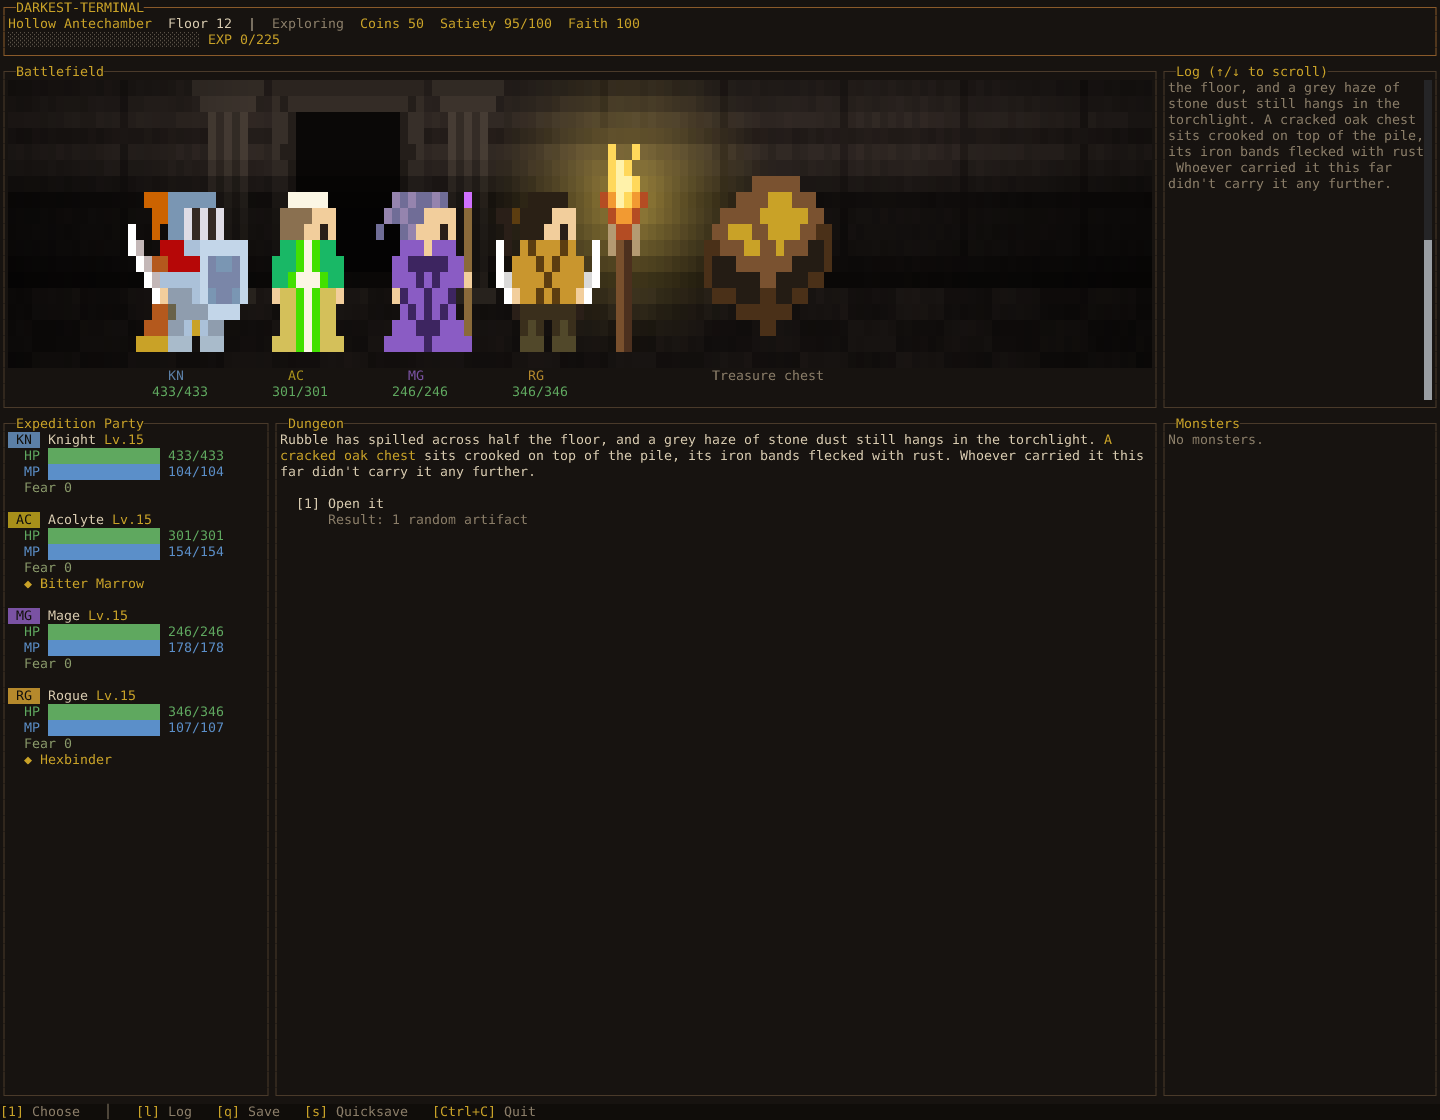 DARKEST-TERMINAL
Hollow Antechamber  Floor 12  |  Exploring  Coins 50  Satiety 95/100  Faith 100
EXP 0/225
Battlefield
KN AC MG RG Treasure chest
433/433 301/301 246/246 346/346
Log (↑/↓ to scroll)
the floor, and a grey haze of
stone dust still hangs in the
torchlight. A cracked oak chest
sits crooked on top of the pile,
its iron bands flecked with rust
Whoever carried it this far
didn't carry it any further.
Expedition Party
KN Knight Lv.15
HP 433/433
MP 104/104
Fear 0
AC Acolyte Lv.15
HP 301/301
MP 154/154
Fear 0
◆ Bitter Marrow
MG Mage Lv.15
HP 246/246
MP 178/178
Fear 0
RG Rogue Lv.15
HP 346/346
MP 107/107
Fear 0
◆ Hexbinder
Dungeon
Rubble has spilled across half the floor, and a grey haze of stone dust still hangs in the torchlight. A
cracked oak chest sits crooked on top of the pile, its iron bands flecked with rust. Whoever carried it this
far didn't carry it any further.
[1] Open it
Result: 1 random artifact
Monsters
No monsters.
[1] Choose  |  [l] Log  [q] Save  [s] Quicksave  [Ctrl+C] Quit